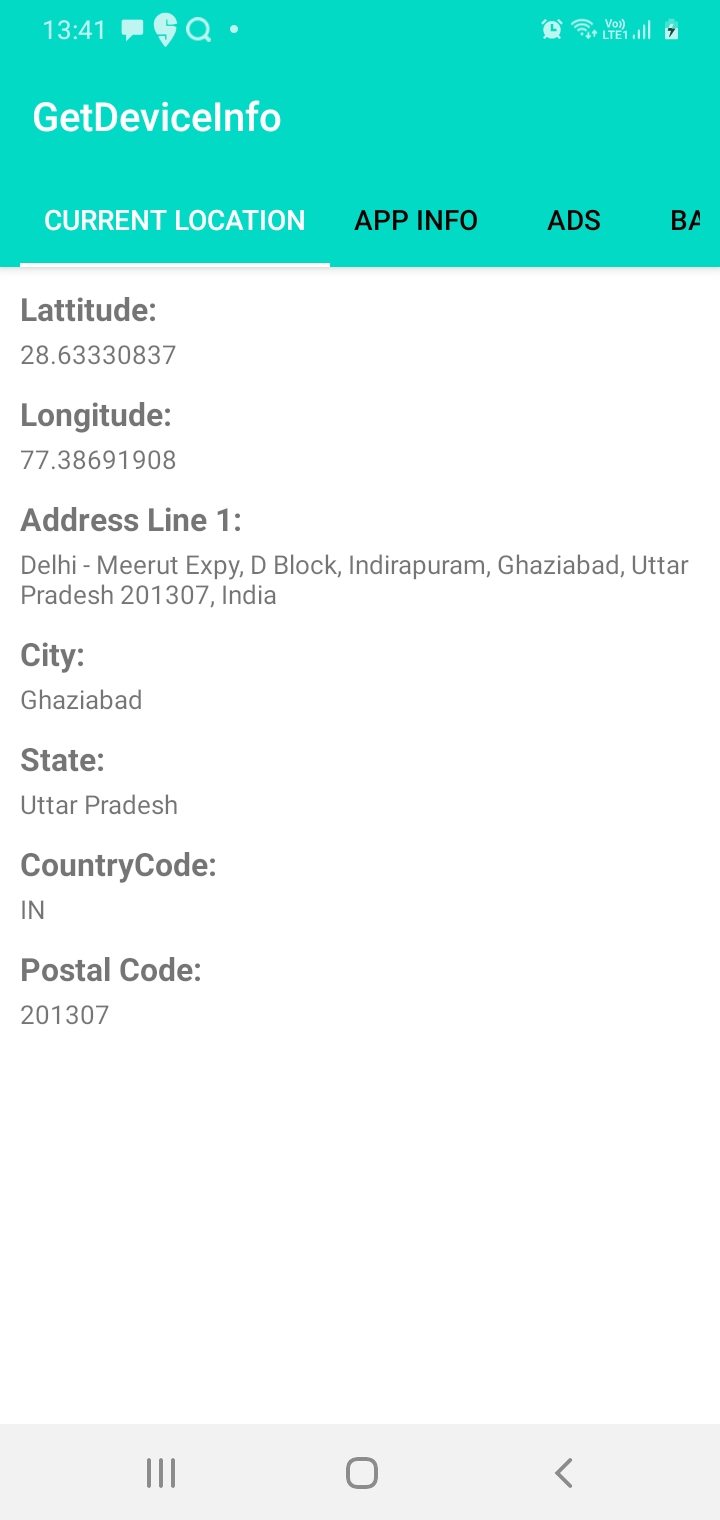 13:41
Vo))
LTE1
GetDeviceInfo
CURRENT LOCATION APP INFO ADS BA
Lattitude:
28.63330837
Longitude:
77.38691908
Address Line 1:
Delhi - Meerut Expy, D Block, Indirapuram, Ghaziabad, Uttar
Pradesh 201307, India
City:
Ghaziabad
State:
Uttar Pradesh
CountryCode:
IN
Postal Code:
201307